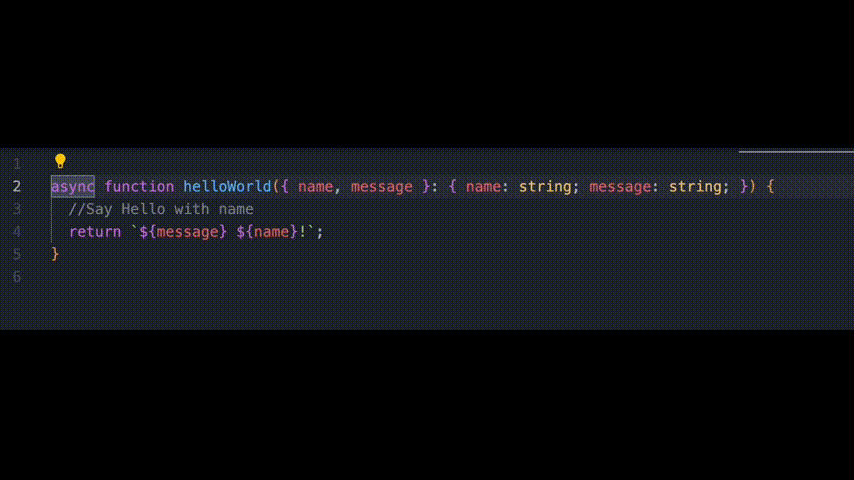 1
2 async function helloWorld({ name, message }: { name: string; message: string; }) {
3 //Say Hello with name
4 return `${message} ${name}!`;
5 }
6